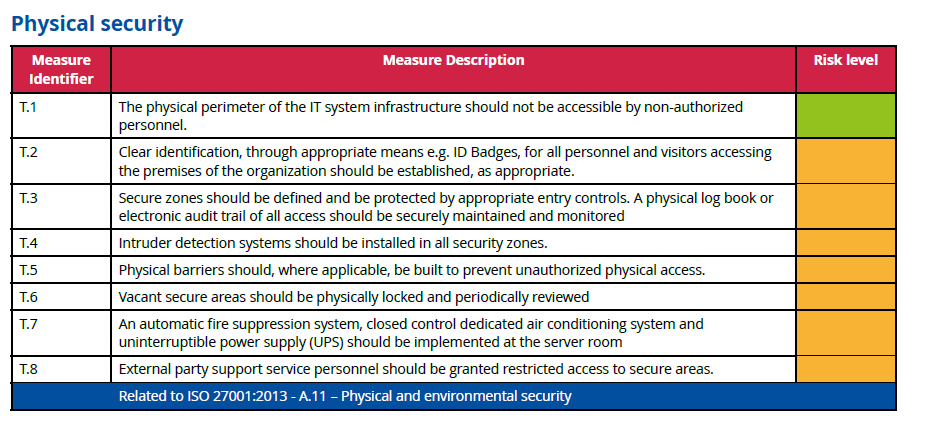 Physical security
Measure
Identifier
Measure Description
Risk level
T.1
The physical perimeter of the IT system infrastructure should not be accessible by non-authorized
personnel.
T.2
Clear identification, through appropriate means e.g. ID Badges, for all personnel and visitors accessing
the premises of the organization should be established, as appropriate.
T.3
Secure zones should be defined and be protected by appropriate entry controls. A physical log book or
electronic audit trail of all access should be securely maintained and monitored
T.4
Intruder detection systems should be installed in all security zones.
T.5
Physical barriers should, where applicable, be built to prevent unauthorized physical access.
T.6
Vacant secure areas should be physically locked and periodically reviewed
T.7
An automatic fire suppression system, closed control dedicated air conditioning system and
uninterruptible power supply (UPS) should be implemented at the server room
T.8
External party support service personnel should be granted restricted access to secure areas.
Related to ISO 27001:2013 - A.11 – Physical and environmental security